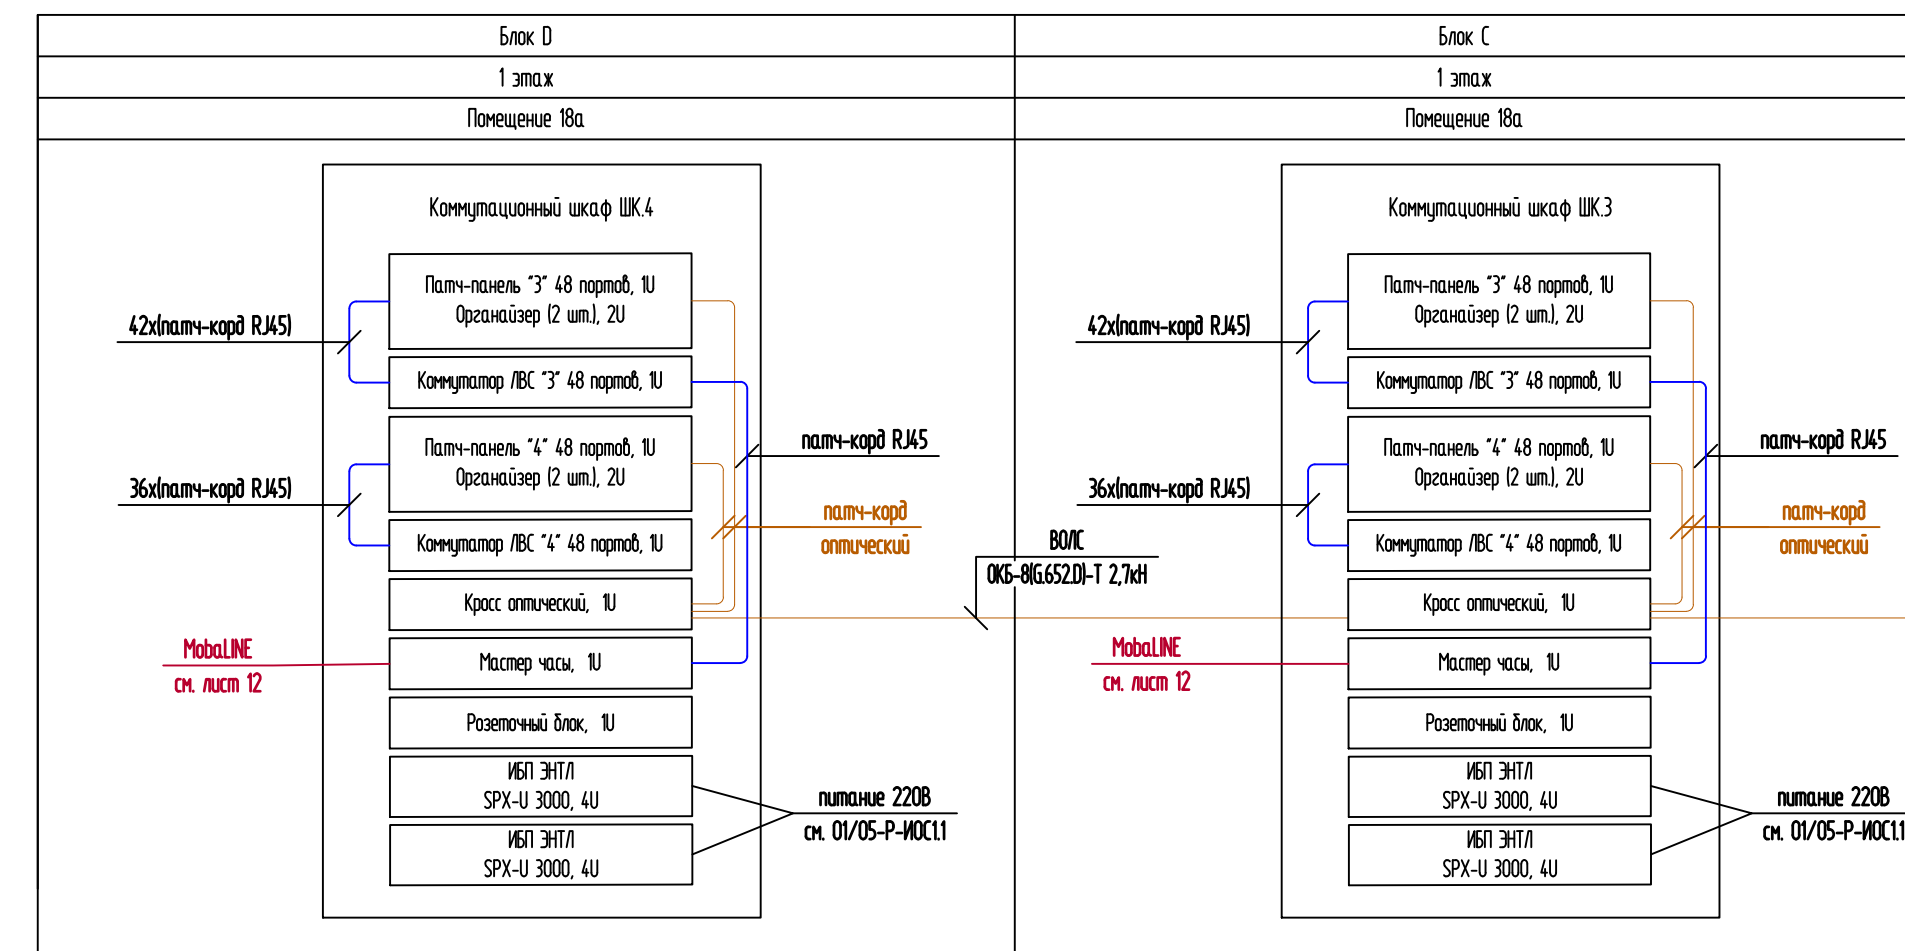 Блок D
1 этаж
Помещение 18а
Коммутационный шкаф ШК.4
Патч-панель "3" 48 портов, 1U
Органайзер (2 шт.), 2U
42х(патч-корд RJ45)
Коммутатор ЛВС "3" 48 портов, 1U
Патч-панель "4" 48 портов, 1U
Органайзер (2 шт.), 2U
патч-корд RJ45
36х(патч-корд RJ45)
патч-корд
оптический
Коммутатор ЛВС "4" 48 портов, 1U
ВОЛС
ОКБ-8(G.652.D)-Т 2,7кН
Кросс оптический, 1U
MobaLINE
см. лист 12
Мастер часы, 1U
Розеточный блок, 1U
ИБП ЭНТЛ
SPX-U 3000, 4U
питание 220В
см. 01/05-Р-ИОС1.1
ИБП ЭНТЛ
SPX-U 3000, 4U
Блок С
1 этаж
Помещение 18а
Коммутационный шкаф ШК.3
Патч-панель "3" 48 портов, 1U
Органайзер (2 шт.), 2U
42х(патч-корд RJ45)
Коммутатор ЛВС "3" 48 портов, 1U
Патч-панель "4" 48 портов, 1U
Органайзер (2 шт.), 2U
патч-корд RJ45
36х(патч-корд RJ45)
патч-корд
оптический
Коммутатор ЛВС "4" 48 портов, 1U
Кросс оптический, 1U
MobaLINE
см. лист 12
Мастер часы, 1U
Розеточный блок, 1U
ИБП ЭНТЛ
SPX-U 3000, 4U
питание 220В
см. 01/05-Р-ИОС1.1
ИБП ЭНТЛ
SPX-U 3000, 4U